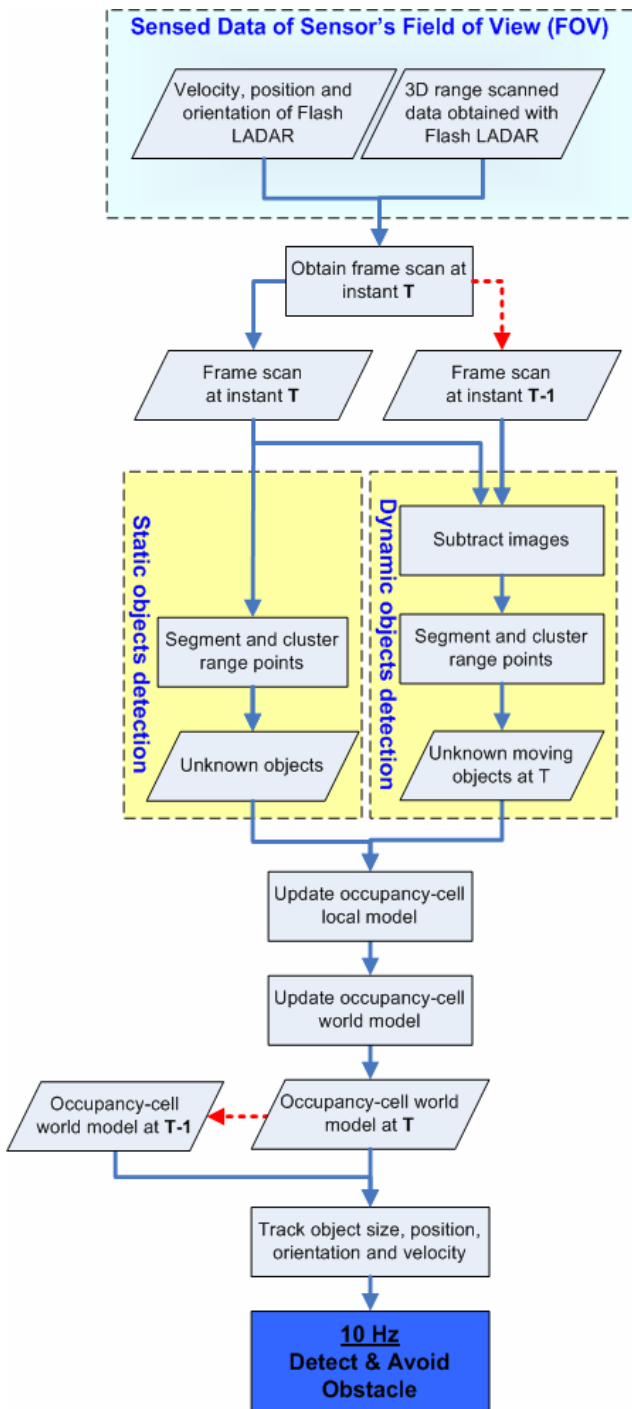 Sensed Data of Sensor's Field of View (FOV)
Velocity, position and
orientation of Flash
LADAR
3D range scanned
data obtained with
Flash LADAR
Obtain frame scan at
instant T
Frame scan
at instant T
Frame scan
at instant T-1
Static objects detection
Dynamic objects detection
Subtract images
Segment and cluster
range points
Segment and cluster
range points
Unknown objects
Unknown moving
objects at T
Update occupancy-cell
local model
Update occupancy-cell
world model
Occupancy-cell
world model at T-1
Occupancy-cell world
model at T
Track object size, position,
orientation and velocity
10 Hz
Detect & Avoid
Obstacle